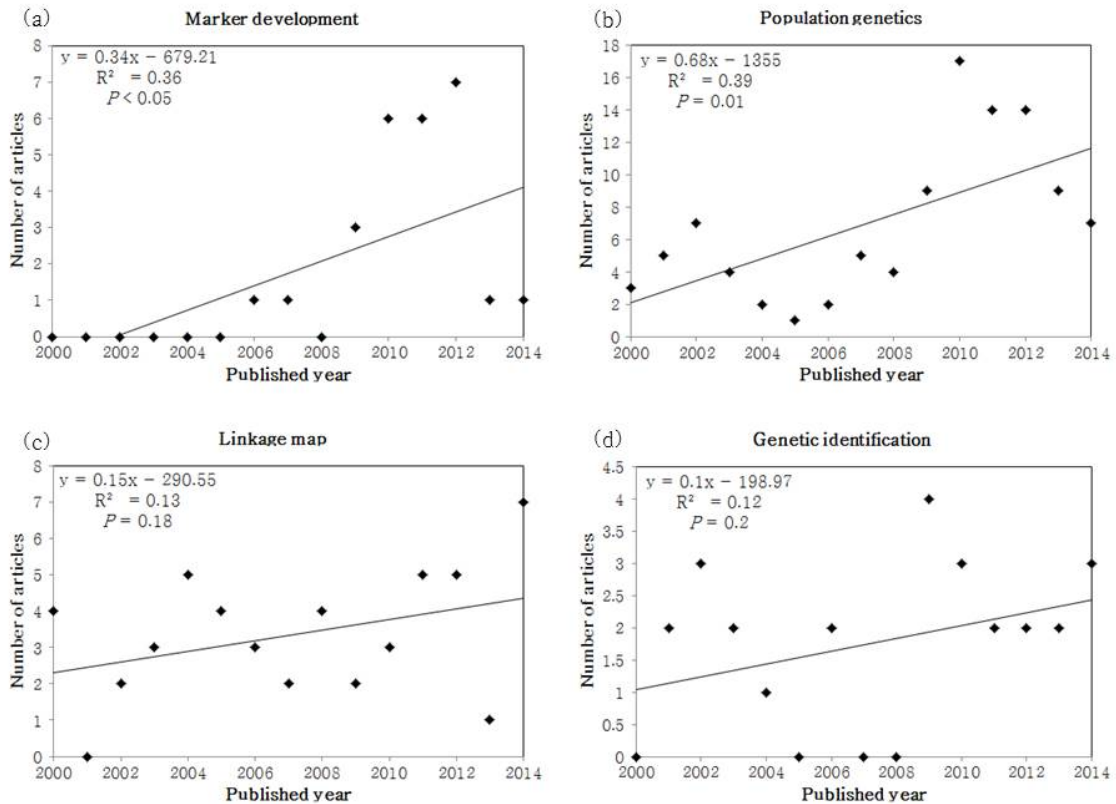 (a)
Marker development
y = 0.34x − 679.21
R² = 0.36
P < 0.05
8
7
6
5
4
3
2
1
0
Number of articles
2000 2002 2004 2006 2008 2010 2012 2014
Published year
(b)
Population genetics
y = 0.68x − 1355
R² = 0.39
P = 0.01
18
16
14
12
10
8
6
4
2
0
Number of articles
2000 2002 2004 2006 2008 2010 2012 2014
Published year
(c)
Linkage map
y = 0.15x − 290.55
R² = 0.13
P = 0.18
8
7
6
5
4
3
2
1
0
Number of articles
2000 2002 2004 2006 2008 2010 2012 2014
Published year
(d)
Genetic identification
y = 0.1x − 198.97
R² = 0.12
P = 0.2
4.5
4
3.5
3
2.5
2
1.5
1
0.5
0
Number of articles
2000 2002 2004 2006 2008 2010 2012 2014
Published year